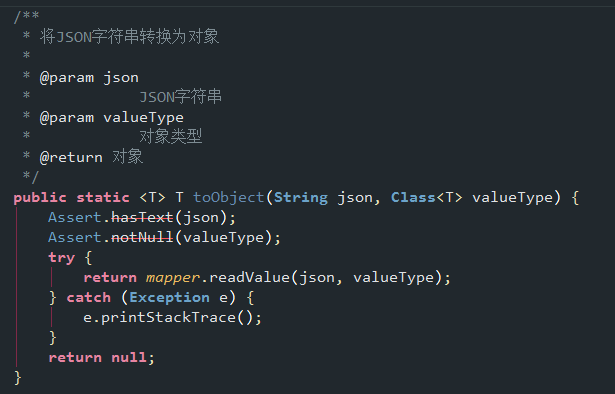 /**
 * 将JSON字符串转换为对象
 *
 * @param json
 *            JSON字符串
 * @param valueType
 *            对象类型
 * @return 对象
 */
public static <T> T toObject(String json, Class<T> valueType) {
    Assert.hasText(json);
    Assert.notNull(valueType);
    try {
        return mapper.readValue(json, valueType);
    } catch (Exception e) {
        e.printStackTrace();
    }
    return null;
}